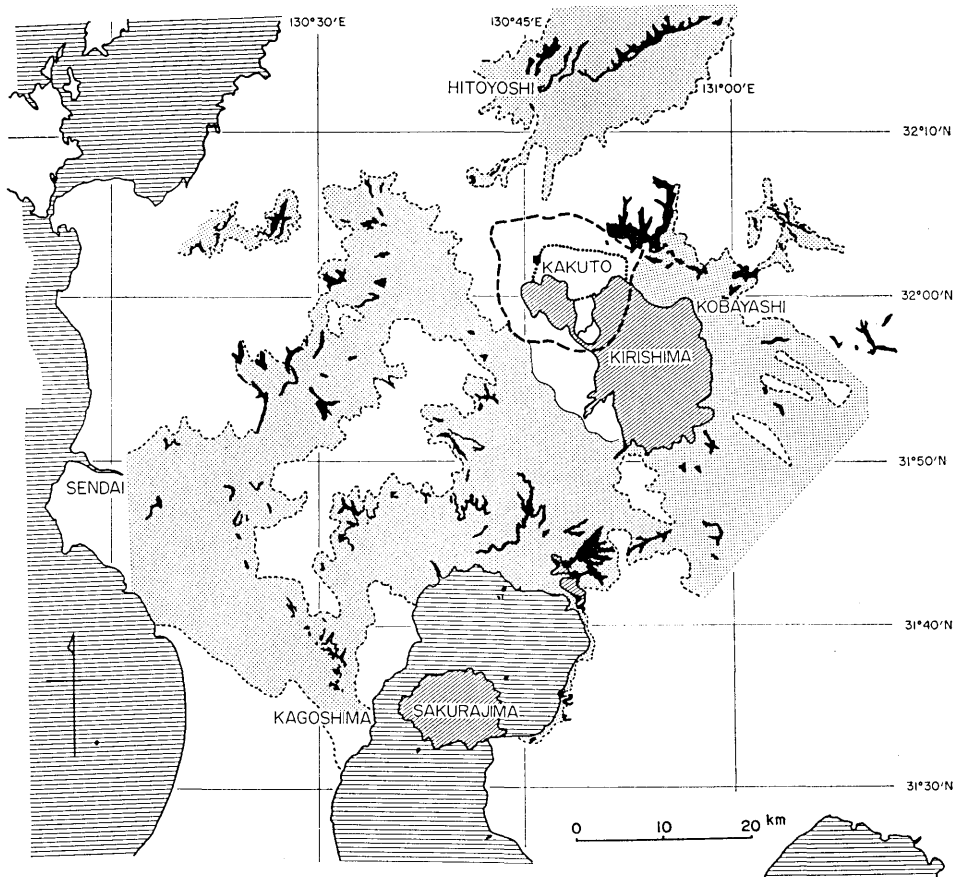 130°30'E
130°45'E
HITOYOSHI
131°00'E
32°10'N
KAKUTO
32°00'N
KOBAYASHI
KIRISHIMA
31°50'N
SENDAI
31°40'N
KAGOSHIMA
SAKURAJIMA
31°30'N
0 10 20 km